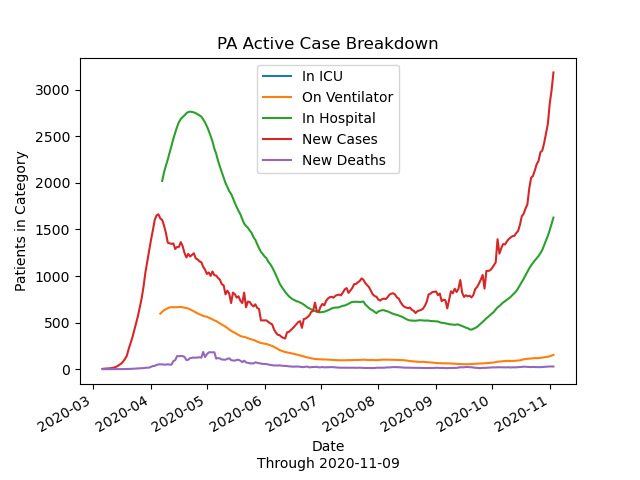 PA Active Case Breakdown
In ICU
On Ventilator
In Hospital
New Cases
New Deaths
Patients in Category
3000
2500
2000
1500
1000
500
0
2020-03
2020-04
2020-05
2020-06
2020-07
2020-08
2020-09
2020-10
2020-11
Date
Through 2020-11-09